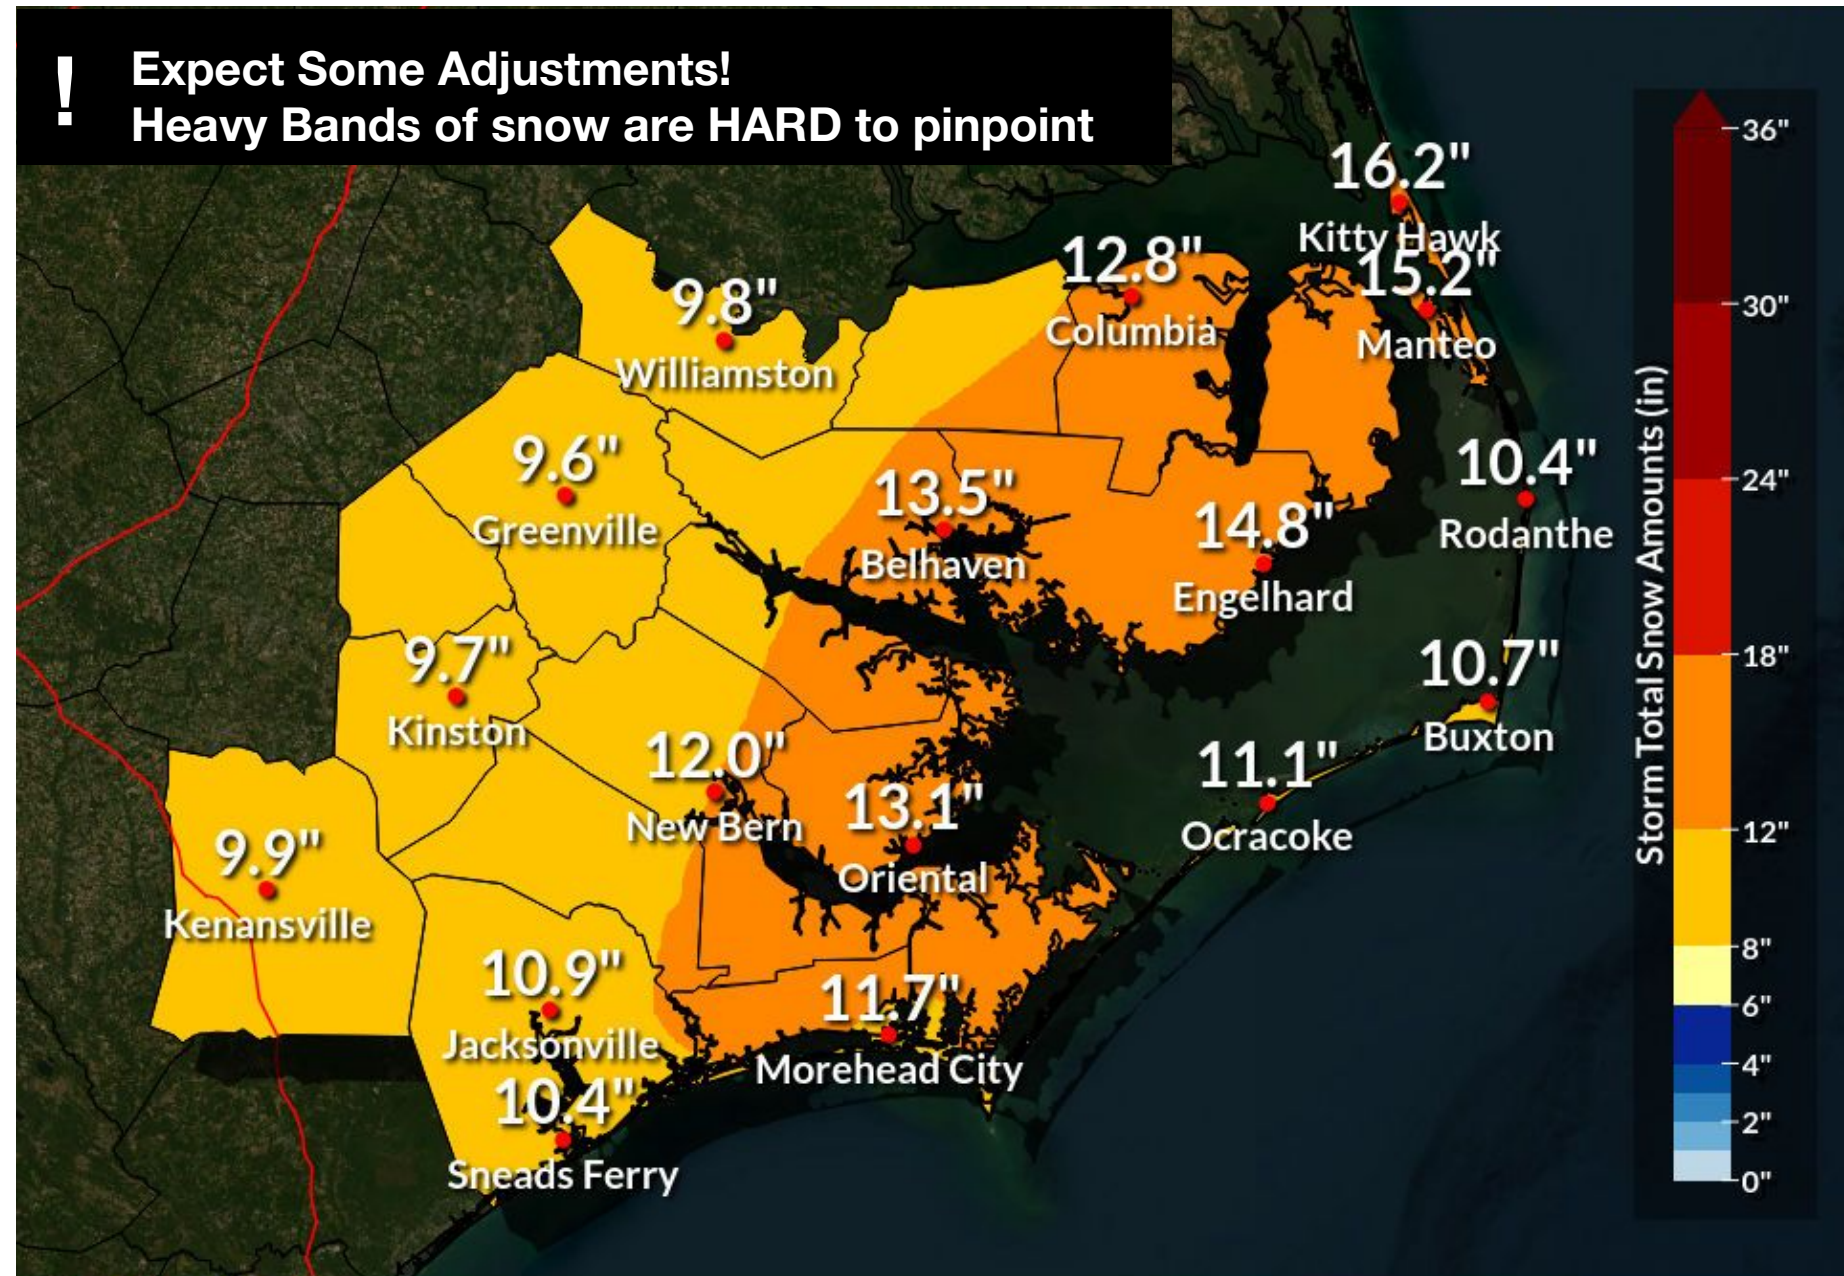 !
Expect Some Adjustments!
Heavy Bands of snow are HARD to pinpoint
16.2"
Kitty Hawk
15.2"
Manteo
12.8"
Columbia
9.8"
Williamston
9.6"
Greenville
13.5"
Belhaven
14.8"
Engelhard
10.4"
Rodanthe
9.7"
Kinston
10.7"
Buxton
12.0"
New Bern
13.1"
Oriental
11.1"
Ocracoke
9.9"
Kenansville
10.9"
Jacksonville
11.7"
Morehead City
10.4"
Sneads Ferry
Storm Total Snow Amounts (in)
36"
30"
24"
18"
12"
8"
6"
4"
2"
0"